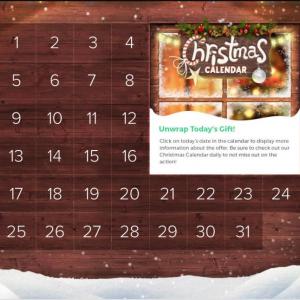 1 2 3 4
Christmas
CALENDAR
5 6 7 8
9 10 11 12
Unwrap Today's Gift!
Click on today's date in the calendar to display more
information about the offer. Be sure to check out our
Christmas Calendar daily to not miss out on the
action!
13 14 15 16
17 18 19 20 21 22 23 24
25 26 27 28 29 30 31